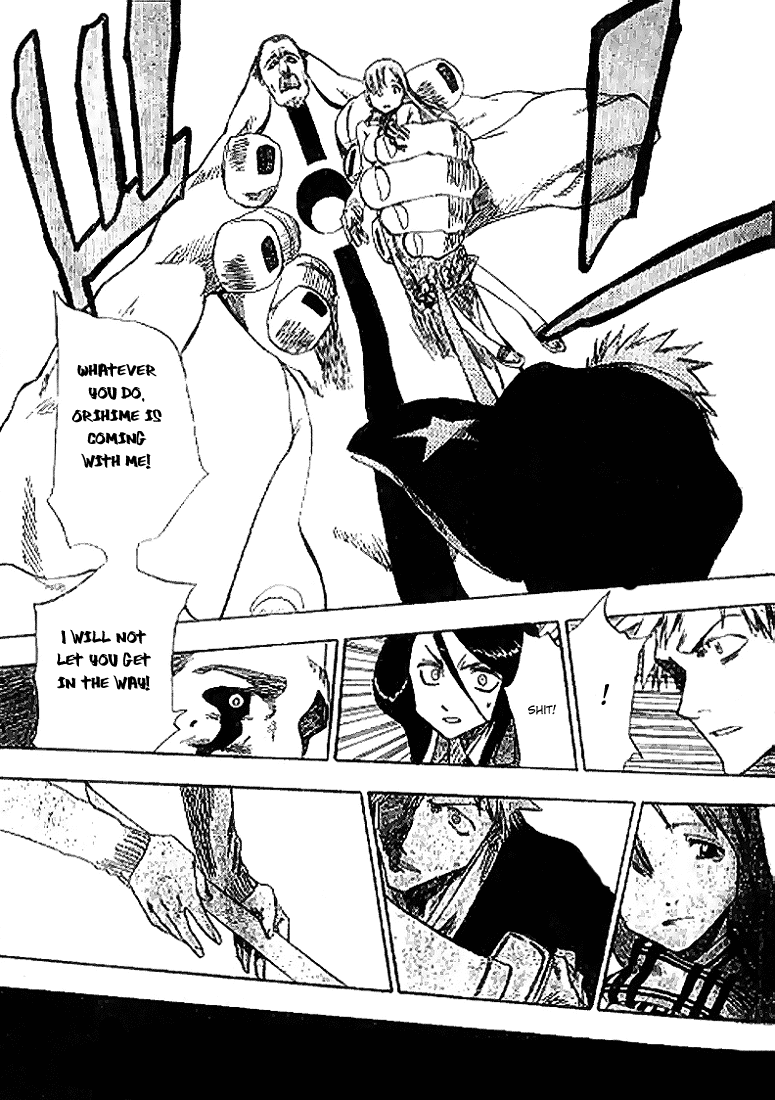 WHATEVER
YOU DO,
ORIHIME IS
COMING
WITH ME!
I WILL NOT
LET YOU GET
IN THE WAY!
SHIT!
!